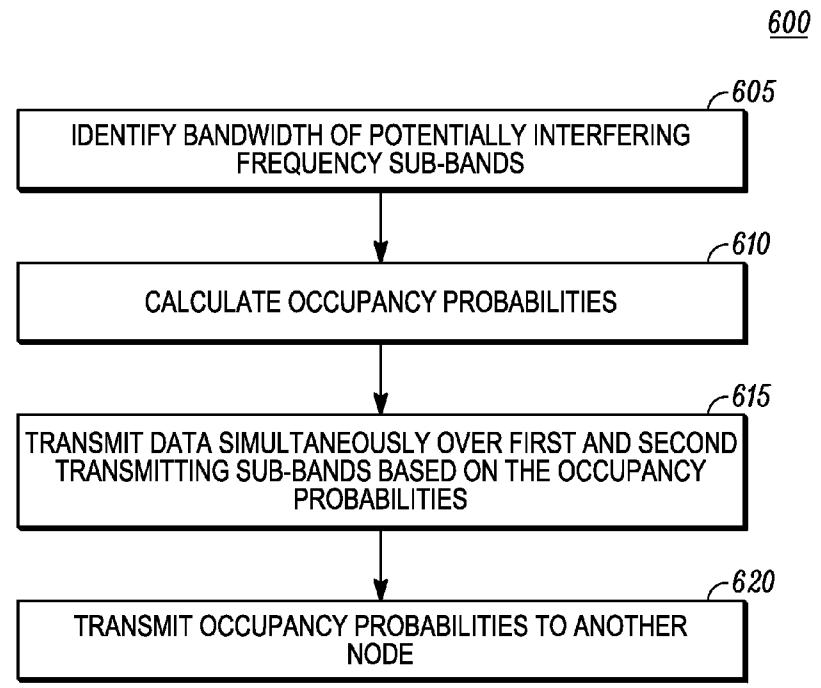 600
605
IDENTIFY BANDWIDTH OF POTENTIALLY INTERFERING
FREQUENCY SUB-BANDS
610
CALCULATE OCCUPANCY PROBABILITIES
615
TRANSMIT DATA SIMULTANEOUSLY OVER FIRST AND SECOND
TRANSMITTING SUB-BANDS BASED ON THE OCCUPANCY
PROBABILITIES
620
TRANSMIT OCCUPANCY PROBABILITIES TO ANOTHER
NODE